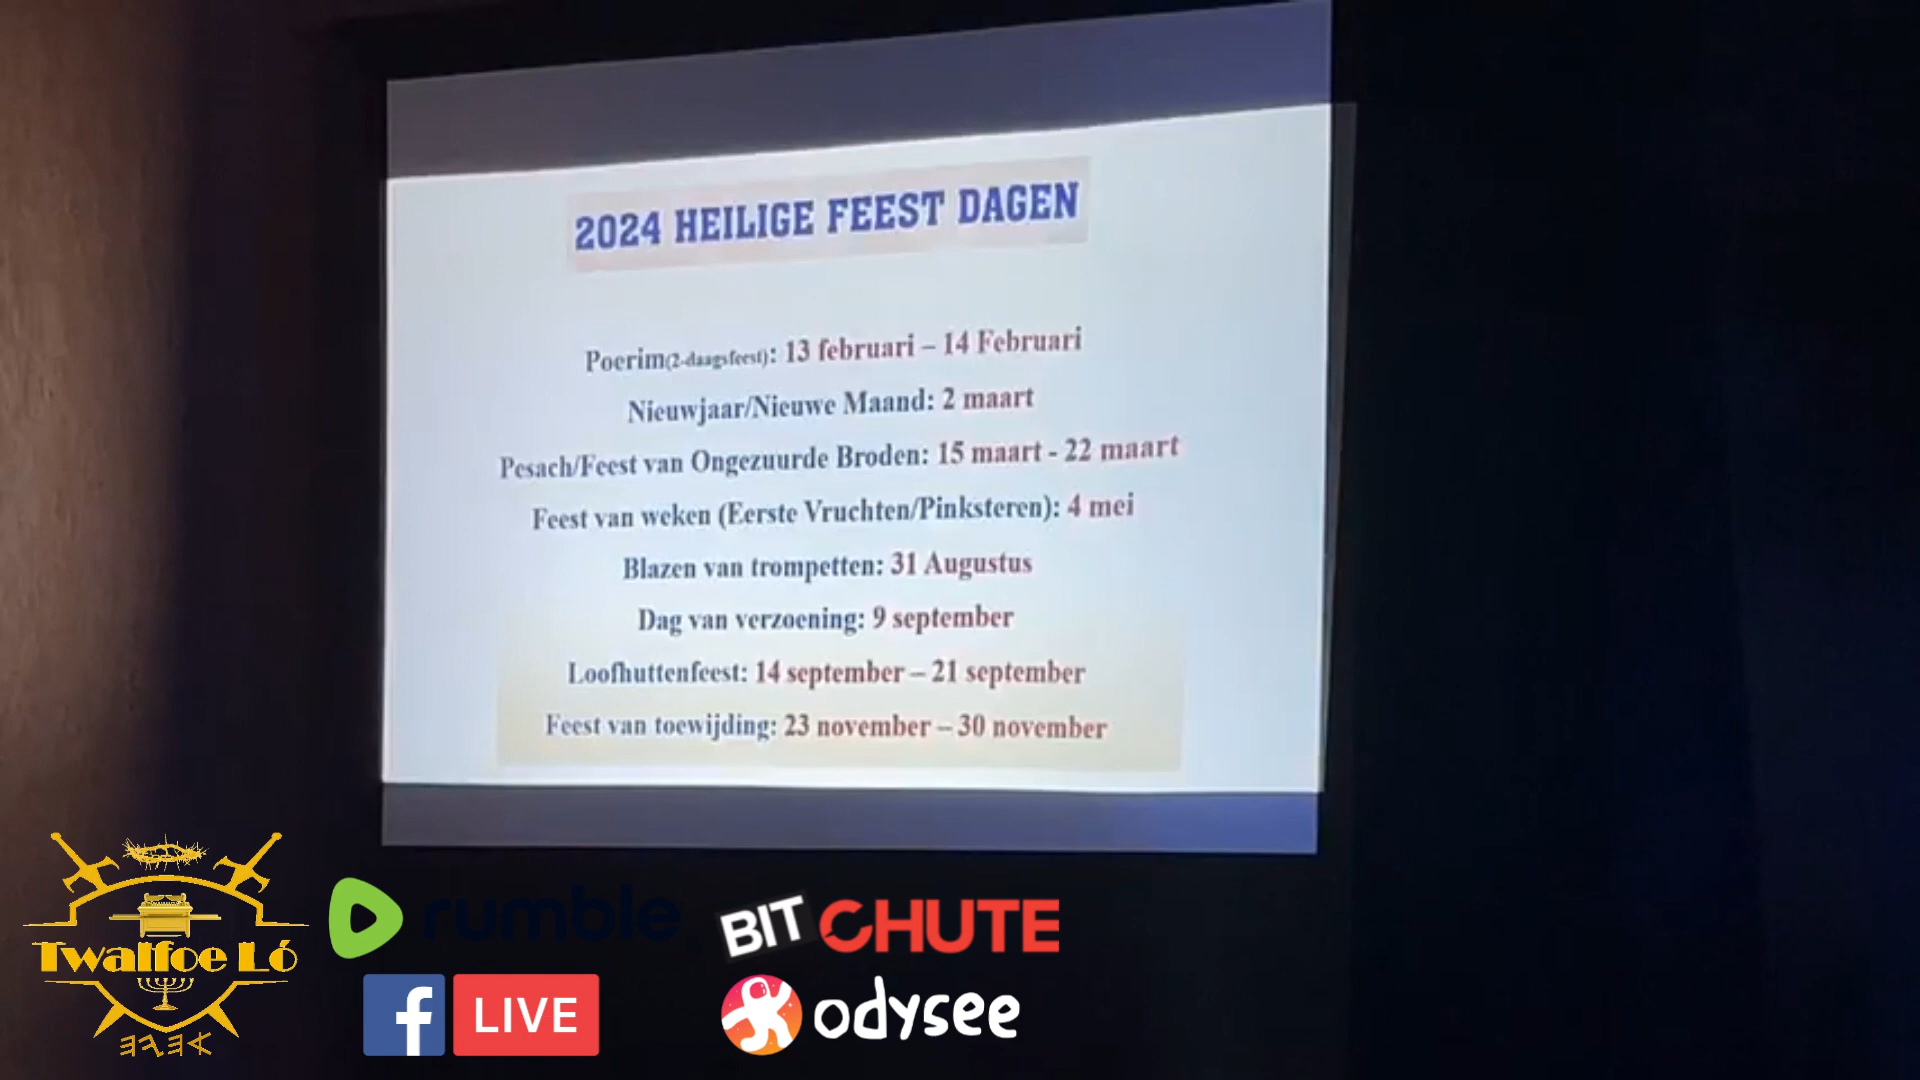 2024 HEILIGE FEEST DAGEN
Poerim(2-daagsfeest): 13 februari – 14 Februari
Nieuwjaar/Nieuwe Maand: 2 maart
Pesach/Feest van Ongezuurde Broden: 15 maart - 22 maart
Feest van weken (Eerste Vruchten/Pinksteren): 4 mei
Blazen van trompetten: 31 Augustus
Dag van verzoening: 9 september
Loofhuttenfeest: 14 september – 21 september
Feest van toewijding: 23 november – 30 november
Twalfoe Ló
𐤉𐤄𐤅𐤄
rumble
BITCHUTE
f LIVE
odysee